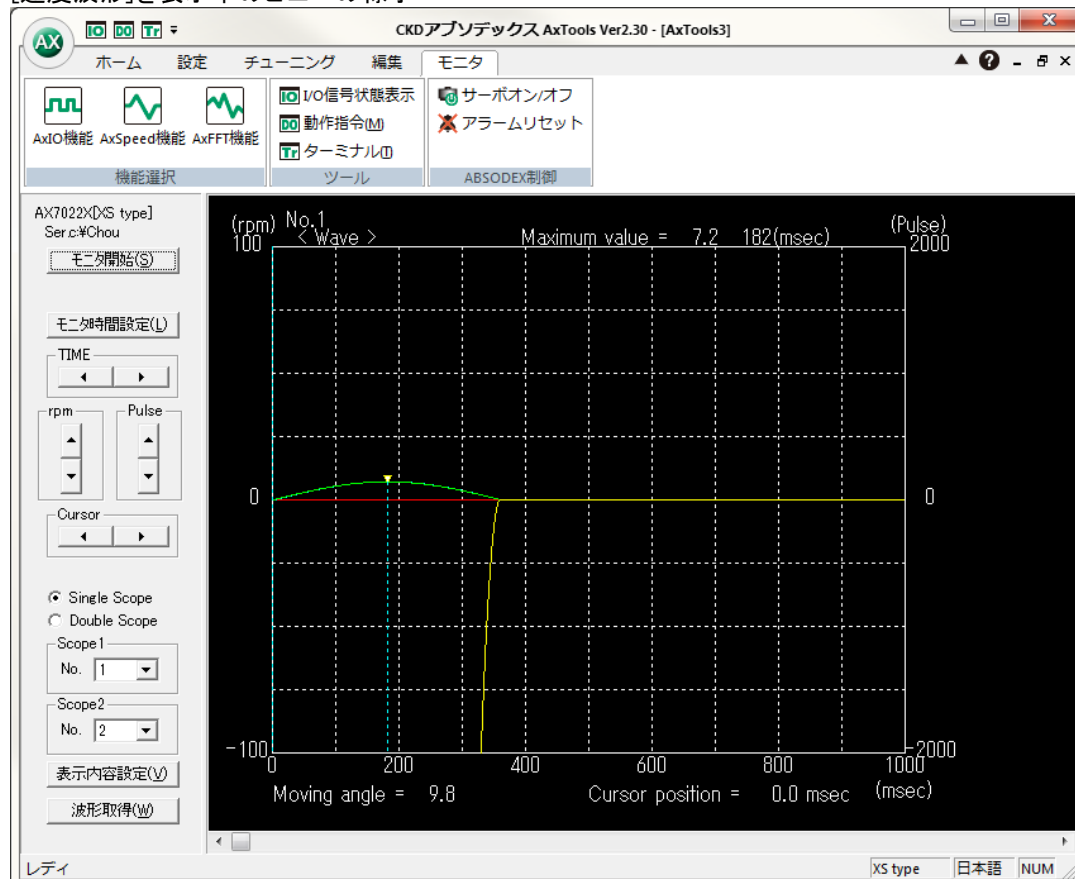 AX
IO DO Tr
CKDアブソデックス AxTools Ver2.30 - [AxTools3]
ホーム 設定 チューニング 編集 モニタ
AxIO機能 AxSpeed機能 AxFFT機能
機能選択
IO I/O信号状態表示
DO 動作指令(M)
Tr ターミナル(T)
ツール
サーボオン/オフ
アラームリセット
ABSODEX制御
AX7022X[XS type]
Ser.c:¥Chou
モニタ開始(S)
モニタ時間設定(L)
TIME
rpm Pulse
Cursor
Single Scope
Double Scope
Scope1
No. 1
Scope2
No. 2
表示内容設定(V)
波形取得(W)
(rpm) No.1 (Pulse)
100 < Wave > Maximum value = 7.2 182(msec) 2000
0 0
-100 -2000
0 200 400 600 800 1000
Moving angle = 9.8 Cursor position = 0.0 msec (msec)
レディ XS type 日本語 NUM